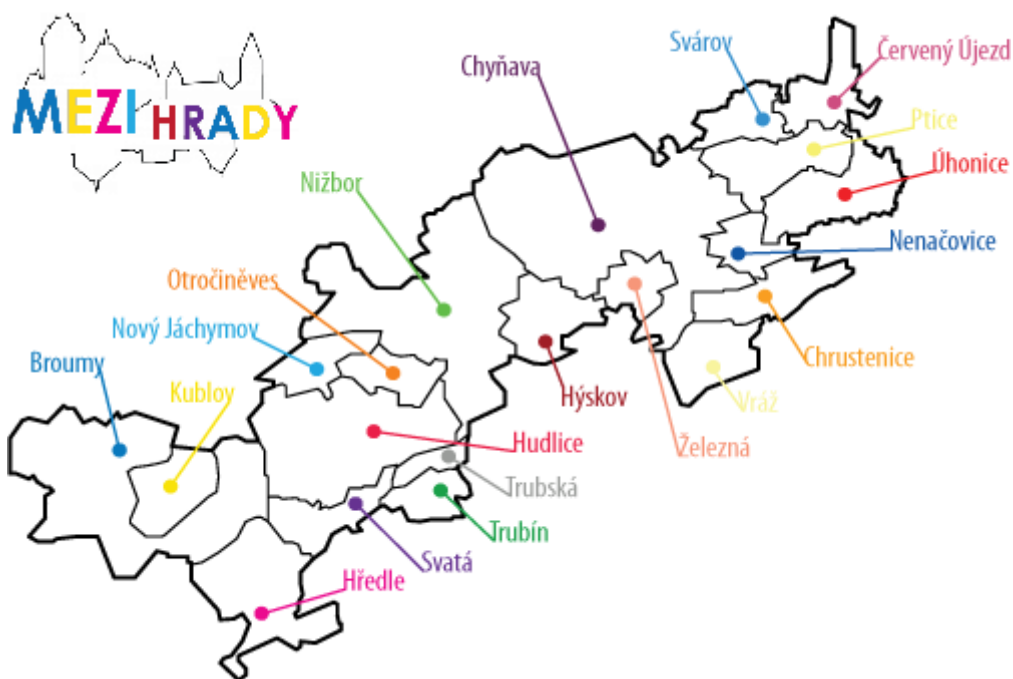 MEZI HRADY
Svárov
Červený Újezd
Chyňava
Ptice
Úhonice
Nižbor
Nenačovice
Otročiněves
Nový Jáchymov
Chrustenice
Broumy
Kublov
Hýskov
Vráž
Hudlice
Železná
Trubská
Trubín
Svatá
Hředle